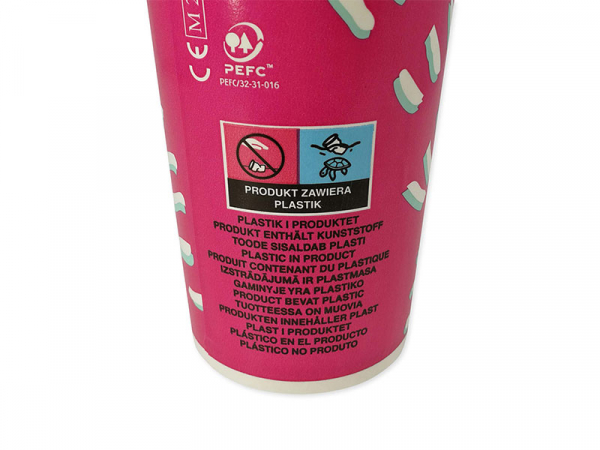 CE M 2
PEFC™
PEFC/32-31-016
PRODUKT ZAWIERA
PLASTIK
PLASTIK I PRODUKTET
PRODUKT ENTHÄLT KUNSTSTOFF
TOODE SISALDAB PLASTI
PLASTIC IN PRODUCT
PRODUIT CONTENANT DU PLASTIQUE
IZSTRĀDĀJUMĀ IR PLASTMASA
GAMINYJE YRA PLASTIKO
PRODUCT BEVAT PLASTIC
TUOTTEESSA ON MUOVIA
PRODUKTEN INNEHÅLLER PLAST
PLAST I PRODUKTET
PLÁSTICO EN EL PRODUCTO
PLÁSTICO NO PRODUTO